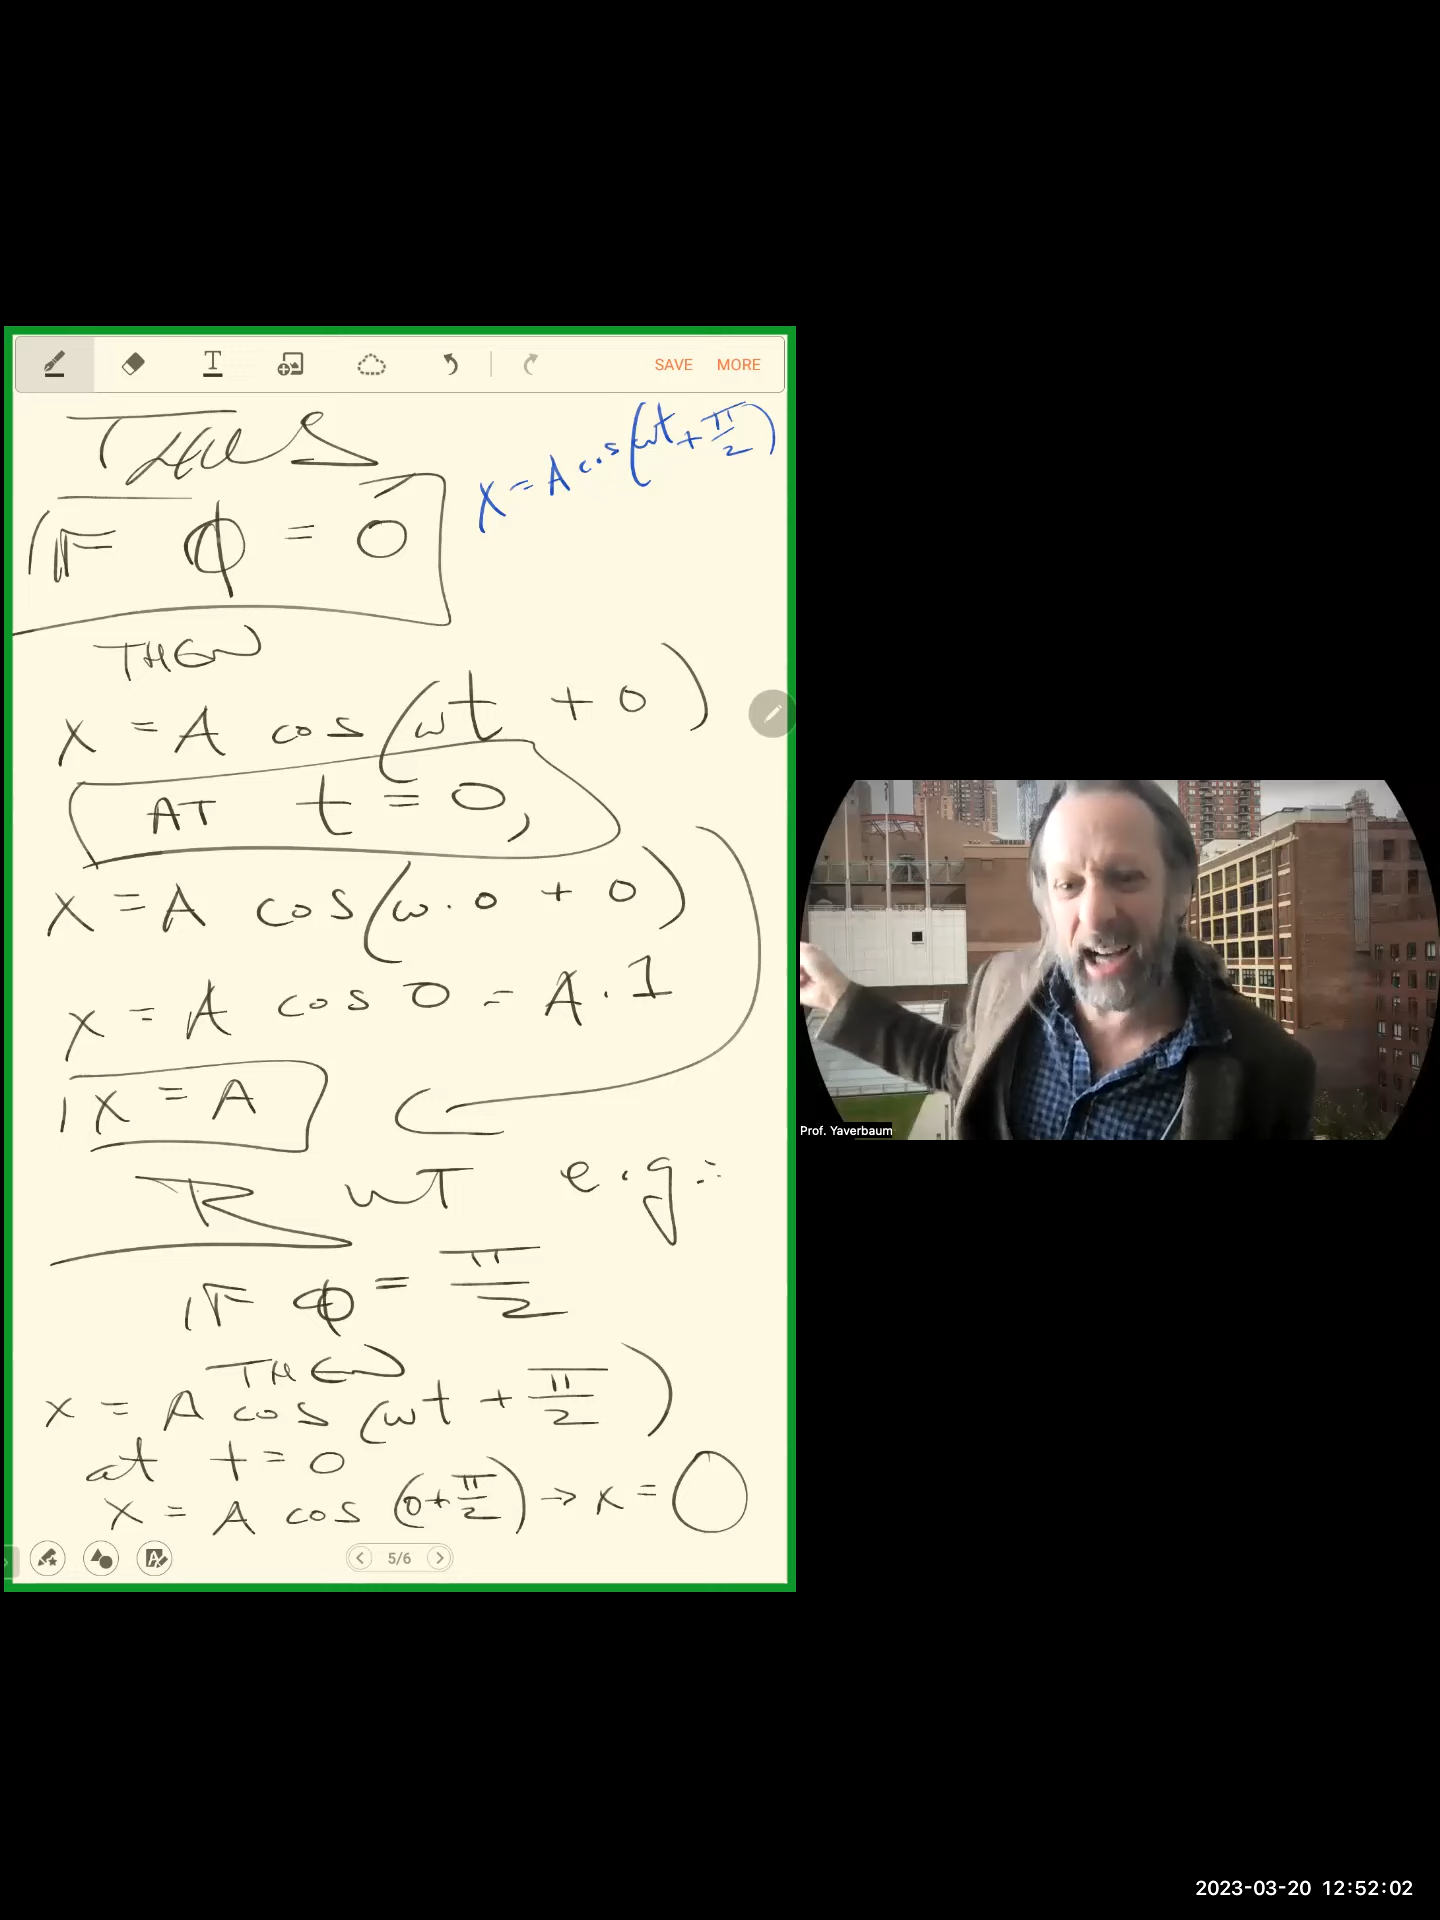 SAVE MORE
THUS
x = A cos(ωt + π/2)
IF ϕ = 0
THEN
x = A cos(ωt + 0)
AT t = 0,
x = A cos(ω·0 + 0)
x = A cos 0 = A·1
x = A
e.g.:
IF ϕ = π/2
THEN
x = A cos(ωt + π/2)
at t = 0
x = A cos(0 + π/2) → x = 0
5/6
Prof. Yaverbaum
2023-03-20 12:52:02